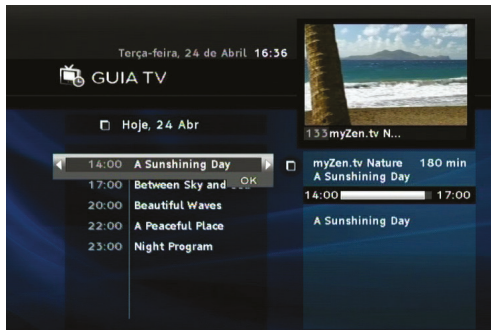 Terça-feira, 24 de Abril 16:36
GUIA TV
Hoje, 24 Abr
133 myZen.tv N...
14:00 A Sunshining Day
OK
17:00 Between Sky and
20:00 Beautiful Waves
22:00 A Peaceful Place
23:00 Night Program
myZen.tv Nature 180 min
A Sunshining Day
14:00 17:00
A Sunshining Day